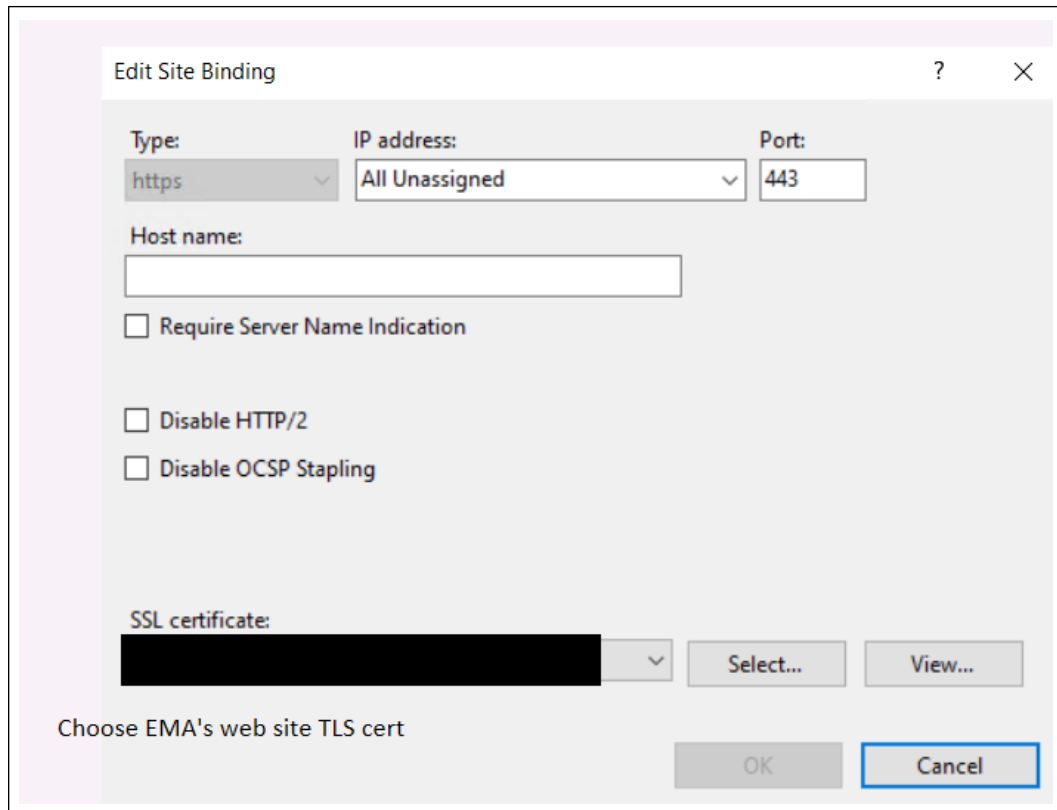 Edit Site Binding ?
Type: IP address: Port:
https All Unassigned 443
Host name:
Require Server Name Indication
Disable HTTP/2
Disable OCSP Stapling
SSL certificate:
Select... View...
Choose EMA's web site TLS cert
OK Cancel